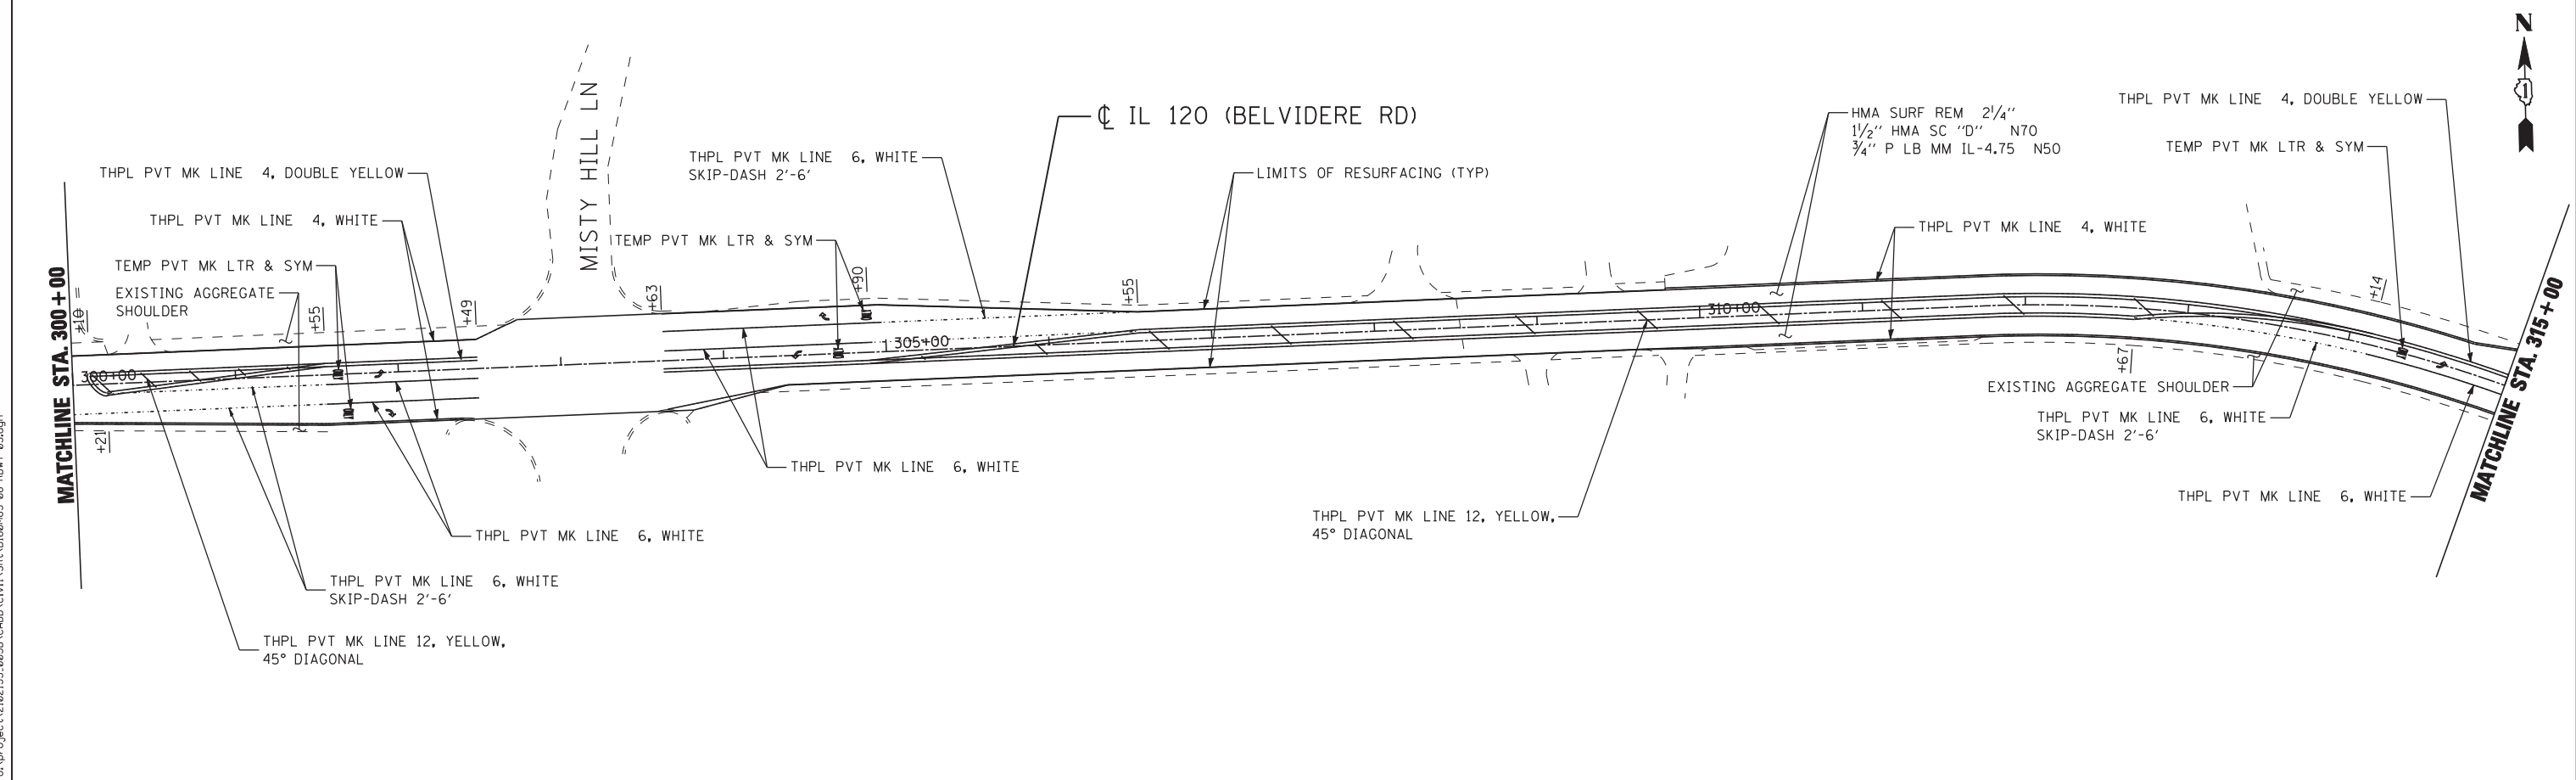 N
1
THPL PVT MK LINE 4, DOUBLE YELLOW
HMA SURF REM 2 1/4"
1 1/2" HMA SC "D" N70
3/4" P LB MM IL-4.75 N50
℄ IL 120 (BELVIDERE RD)
TEMP PVT MK LTR & SYM
MISTY HILL LN
THPL PVT MK LINE 6, WHITE
SKIP-DASH 2'-6'
LIMITS OF RESURFACING (TYP)
THPL PVT MK LINE 4, DOUBLE YELLOW
THPL PVT MK LINE 4, WHITE
THPL PVT MK LINE 4, WHITE
TEMP PVT MK LTR & SYM
TEMP PVT MK LTR & SYM
EXISTING AGGREGATE
SHOULDER
MATCHLINE STA. 300+00
+10
+55
+49
+63
+90
+55
+14
310+00
305+00
300+00
+21
+67
MATCHLINE STA. 315+00
EXISTING AGGREGATE SHOULDER
THPL PVT MK LINE 6, WHITE
SKIP-DASH 2'-6'
THPL PVT MK LINE 6, WHITE
THPL PVT MK LINE 6, WHITE
THPL PVT MK LINE 12, YELLOW,
45° DIAGONAL
THPL PVT MK LINE 6, WHITE
THPL PVT MK LINE 6, WHITE
SKIP-DASH 2'-6'
THPL PVT MK LINE 12, YELLOW,
45° DIAGONAL